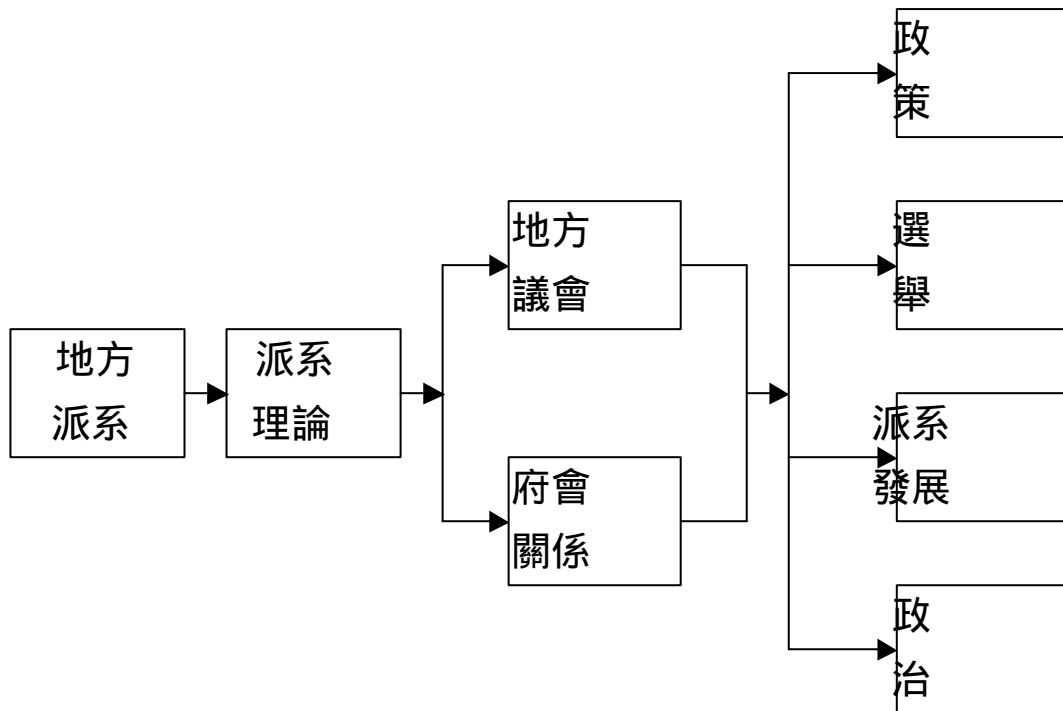 地方
派系
派系
理論
地方
議會
府會
關係
政
策
選
舉
派系
發展
政
治